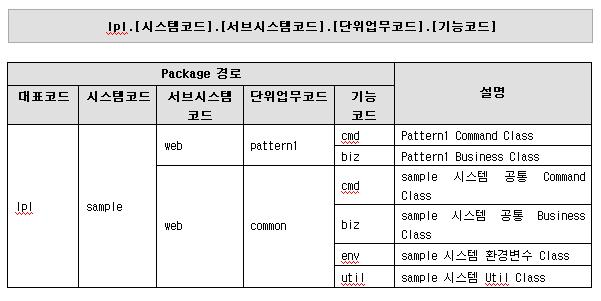 lpl.[시스템코드].[서브시스템코드].[단위업무코드].[기능코드]
Package 경로
설명
대표코드
시스템코드
서브시스템
코드
단위업무코드
기능
코드
lpl
sample
web
pattern1
cmd
Pattern1 Command Class
biz
Pattern1 Business Class
web
common
cmd
sample 시스템 공통 Command
Class
biz
sample 시스템 공통 Business
Class
env
sample 시스템 환경변수 Class
util
sample 시스템 Util Class